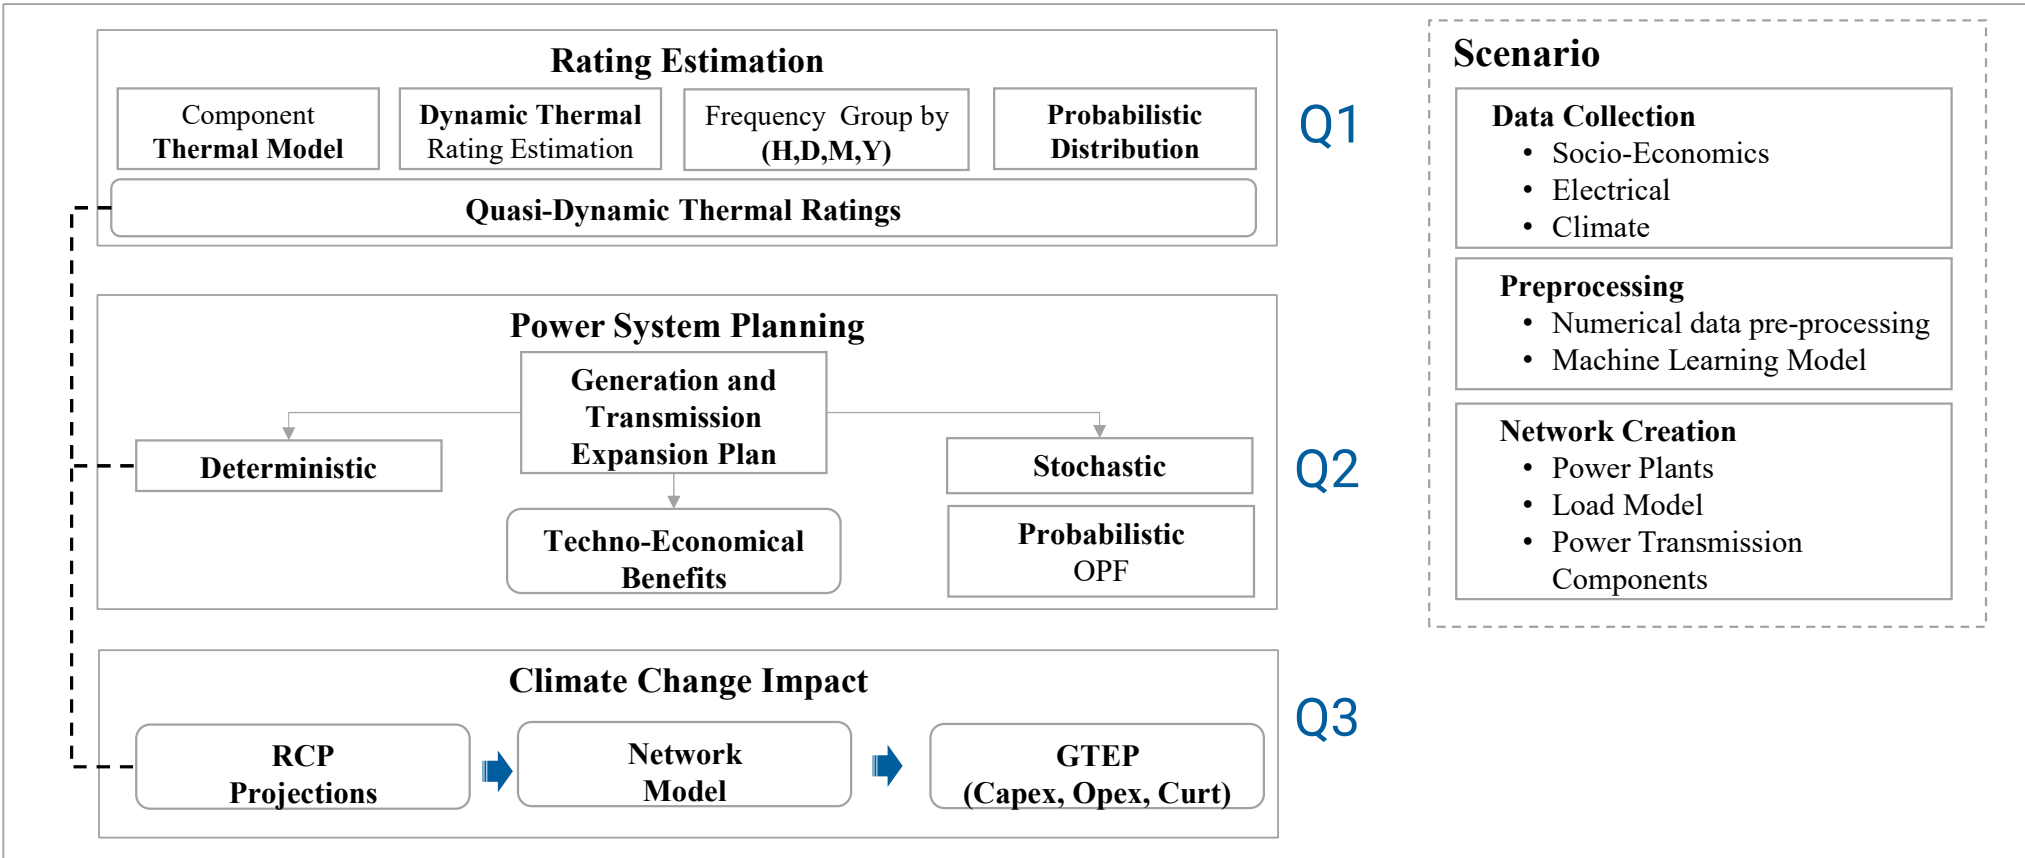 Rating Estimation
Component
Thermal Model
Dynamic Thermal
Rating Estimation
Frequency Group by
(H,D,M,Y)
Probabilistic
Distribution
Quasi-Dynamic Thermal Ratings
Q1
Power System Planning
Generation and
Transmission
Expansion Plan
Deterministic
Stochastic
Techno-Economical
Benefits
Probabilistic
OPF
Q2
Climate Change Impact
RCP
Projections
Network
Model
GTEP
(Capex, Opex, Curt)
Q3
Scenario
Data Collection
• Socio-Economics
• Electrical
• Climate
Preprocessing
• Numerical data pre-processing
• Machine Learning Model
Network Creation
• Power Plants
• Load Model
• Power Transmission
Components